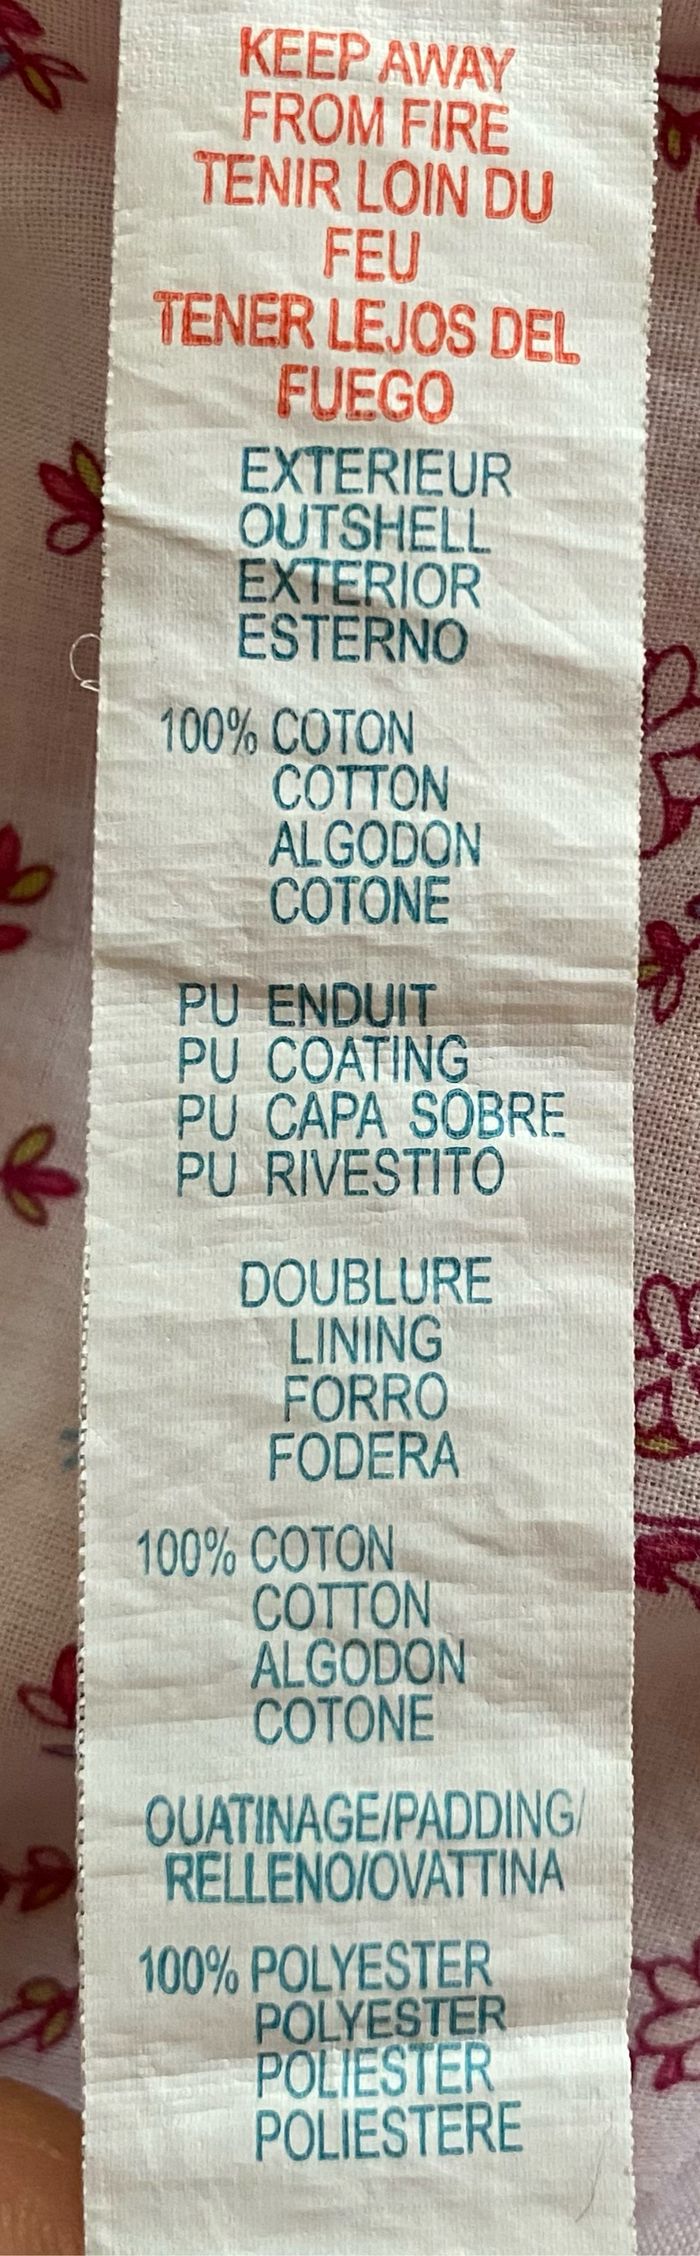 KEEP AWAY
FROM FIRE
TENIR LOIN DU
FEU
TENER LEJOS DEL
FUEGO
EXTERIEUR
OUTSHELL
EXTERIOR
ESTERNO
100% COTON
COTTON
ALGODON
COTONE
PU ENDUIT
PU COATING
PU CAPA SOBRE
PU RIVESTITO
DOUBLURE
LINING
FORRO
FODERA
100% COTON
COTTON
ALGODON
COTONE
OUATINAGE/PADDING/
RELLENO/OVATTINA
100% POLYESTER
POLYESTER
POLIESTER
POLIESTERE